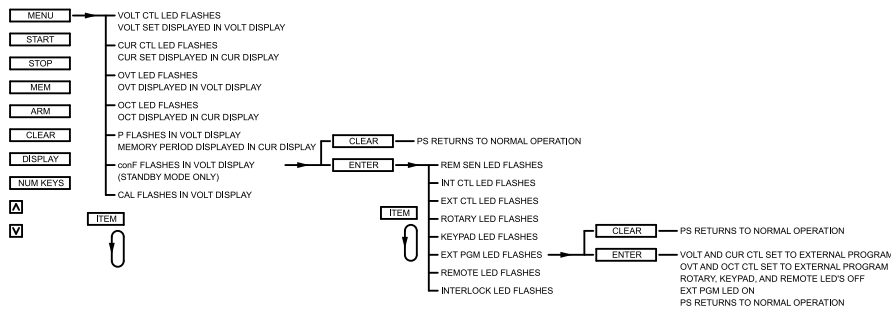 MENU
START
STOP
MEM
ARM
CLEAR
DISPLAY
NUM KEYS
VOLT CTL LED FLASHES
VOLT SET DISPLAYED IN VOLT DISPLAY
CUR CTL LED FLASHES
CUR SET DISPLAYED IN CUR DISPLAY
OVT LED FLASHES
OVT DISPLAYED IN VOLT DISPLAY
OCT LED FLASHES
OCT DISPLAYED IN CUR DISPLAY
P FLASHES IN VOLT DISPLAY
MEMORY PERIOD DISPLAYED IN CUR DISPLAY
conF FLASHES IN VOLT DISPLAY
(STANDBY MODE ONLY)
CAL FLASHES IN VOLT DISPLAY
ITEM
CLEAR
PS RETURNS TO NORMAL OPERATION
ENTER
REM SEN LED FLASHES
INT CTL LED FLASHES
EXT CTL LED FLASHES
ROTARY LED FLASHES
KEYPAD LED FLASHES
EXT PGM LED FLASHES
REMOTE LED FLASHES
INTERLOCK LED FLASHES
ITEM
CLEAR
PS RETURNS TO NORMAL OPERATION
ENTER
VOLT AND CUR CTL SET TO EXTERNAL PROGRAM
OVT AND OCT CTL SET TO EXTERNAL PROGRAM
ROTARY, KEYPAD, AND REMOTE LED'S OFF
EXT PGM LED ON
PS RETURNS TO NORMAL OPERATION